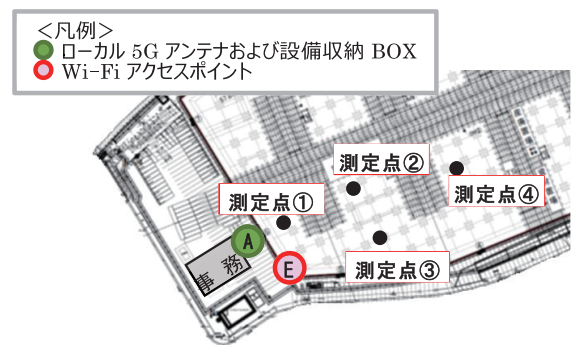 ＜凡例＞
ローカル 5G アンテナおよび設備収納 BOX
Wi-Fi アクセスポイント
測定点②
測定点④
測定点①
A
測定点③
E
事務